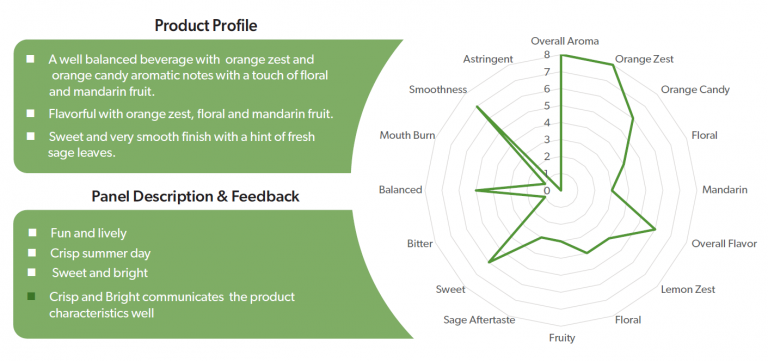 Product Profile
A well balanced beverage with orange zest and
orange candy aromatic notes with a touch of floral
and mandarin fruit.
Flavorful with orange zest, floral and mandarin fruit.
Sweet and very smooth finish with a hint of fresh
sage leaves.
Panel Description & Feedback
Fun and lively
Crisp summer day
Sweet and bright
Crisp and Bright communicates the product
characteristics well
Overall Aroma
Orange Zest
Orange Candy
Floral
Mandarin
Overall Flavor
Lemon Zest
Floral
Fruity
Sage Aftertaste
Sweet
Bitter
Balanced
Mouth Burn
Smoothness
Astringent
8
7
6
5
4
3
2
1
0